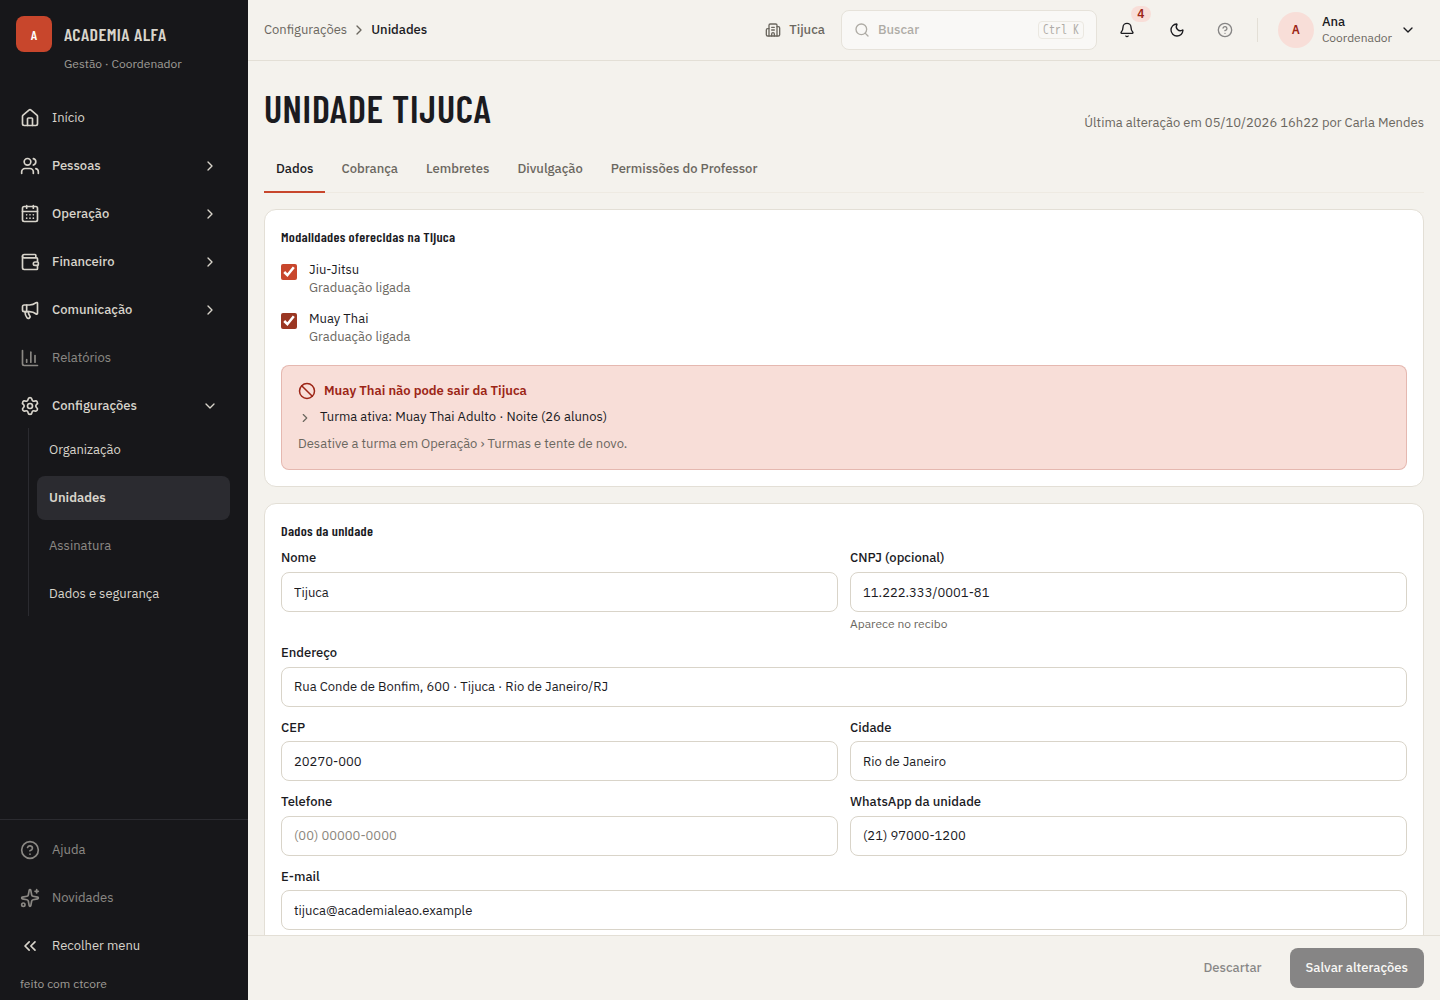 A
ACADEMIA ALFA
Gestão · Coordenador
Início
Pessoas
Operação
Financeiro
Comunicação
Relatórios
Configurações
Organização
Unidades
Assinatura
Dados e segurança
Ajuda
Novidades
Recolher menu
feito com ctcore
Configurações
Unidades
Tijuca
Buscar
Ctrl K
4
A
Ana
Coordenador
UNIDADE TIJUCA
Última alteração em 05/10/2026 16h22 por Carla Mendes
Dados
Cobrança
Lembretes
Divulgação
Permissões do Professor
Modalidades oferecidas na Tijuca
Jiu-Jitsu
Graduação ligada
Muay Thai
Graduação ligada
Muay Thai não pode sair da Tijuca
Turma ativa: Muay Thai Adulto · Noite (26 alunos)
Desative a turma em Operação › Turmas e tente de novo.
Dados da unidade
Nome
CNPJ (opcional)
Tijuca
11.222.333/0001-81
Aparece no recibo
Endereço
Rua Conde de Bonfim, 600 · Tijuca · Rio de Janeiro/RJ
CEP
Cidade
20270-000
Rio de Janeiro
Telefone
WhatsApp da unidade
(00) 00000-0000
(21) 97000-1200
E-mail
tijuca@academialeao.example
Descartar
Salvar alterações